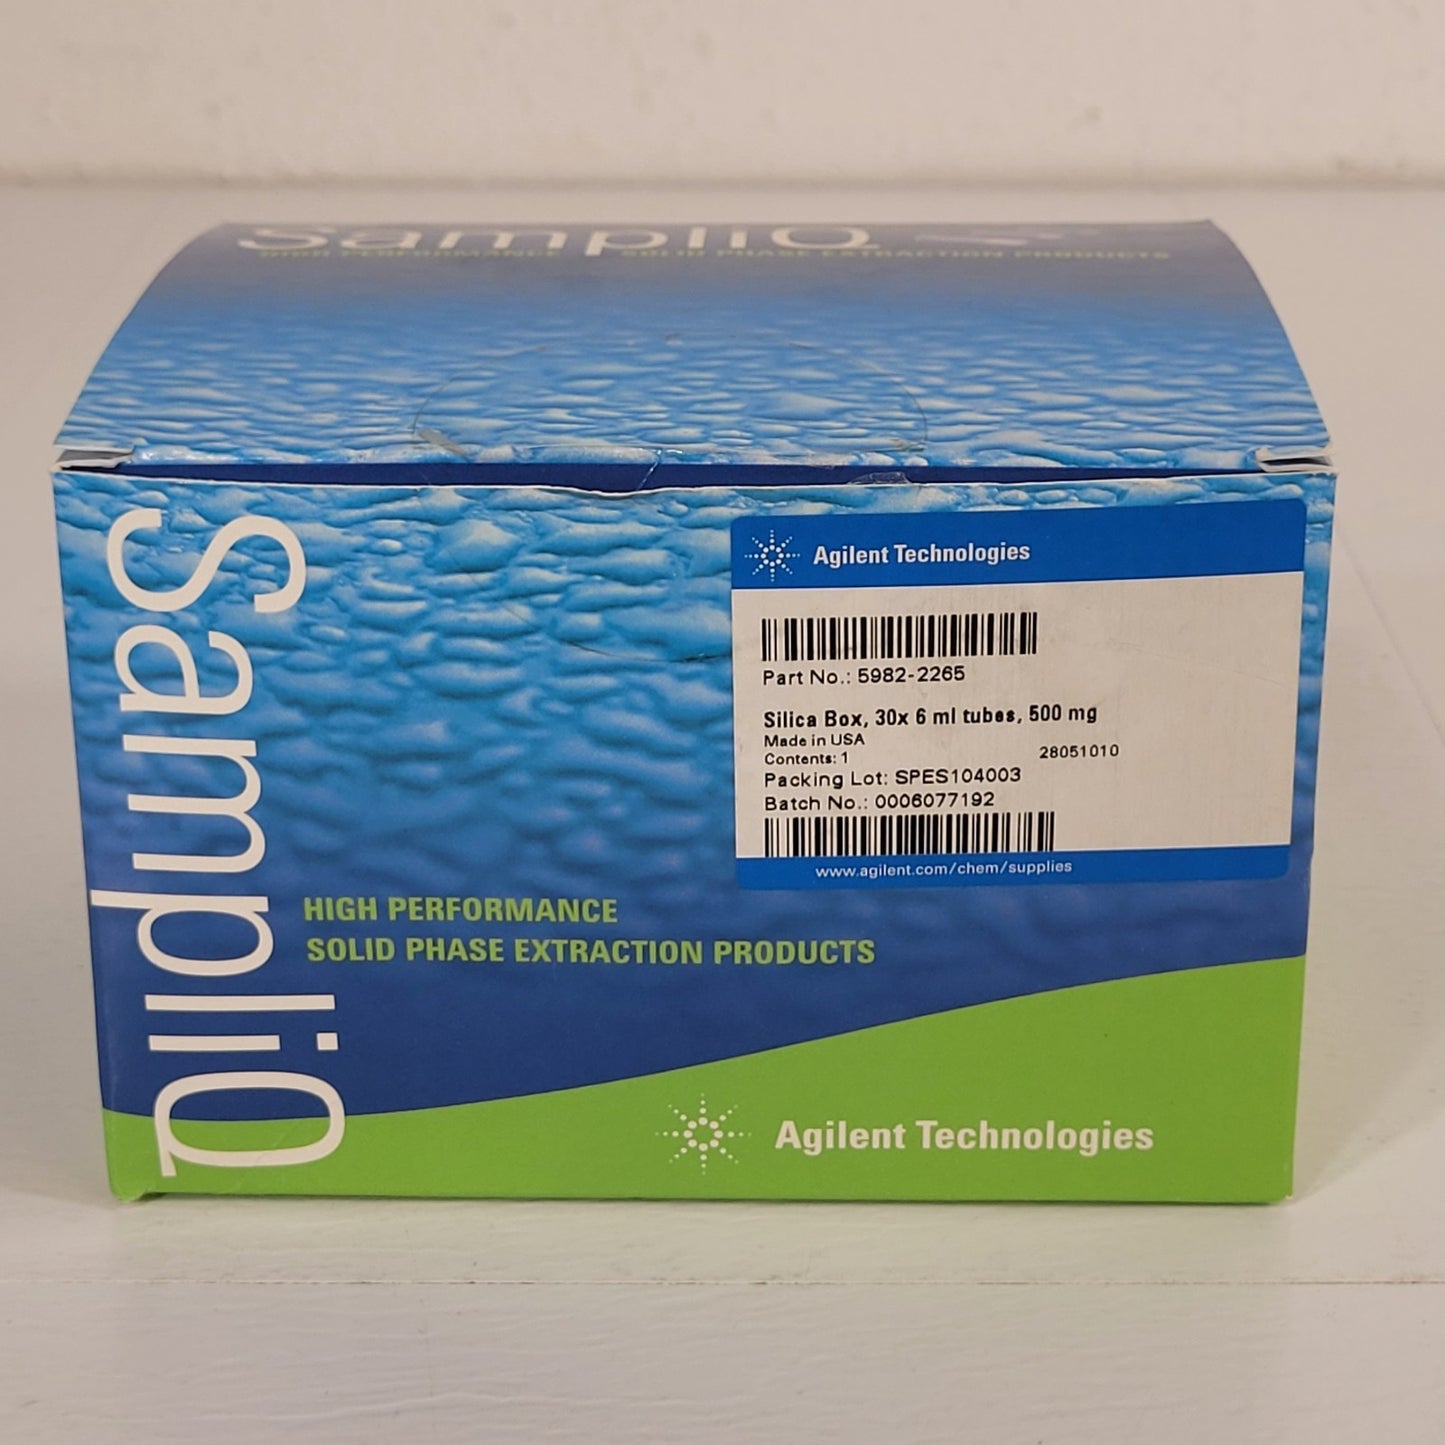 SampliQ
HIGH PERFORMANCE SOLID PHASE EXTRACTION PRODUCTS
SampliQ
Agilent Technologies
Part No.: 5982-2265
Silica Box, 30x 6 ml tubes, 500 mg
Made in USA
Contents: 1 28051010
Packing Lot: SPES104003
Batch No.: 0006077192
www.agilent.com/chem/supplies
HIGH PERFORMANCE
SOLID PHASE EXTRACTION PRODUCTS
Agilent Technologies